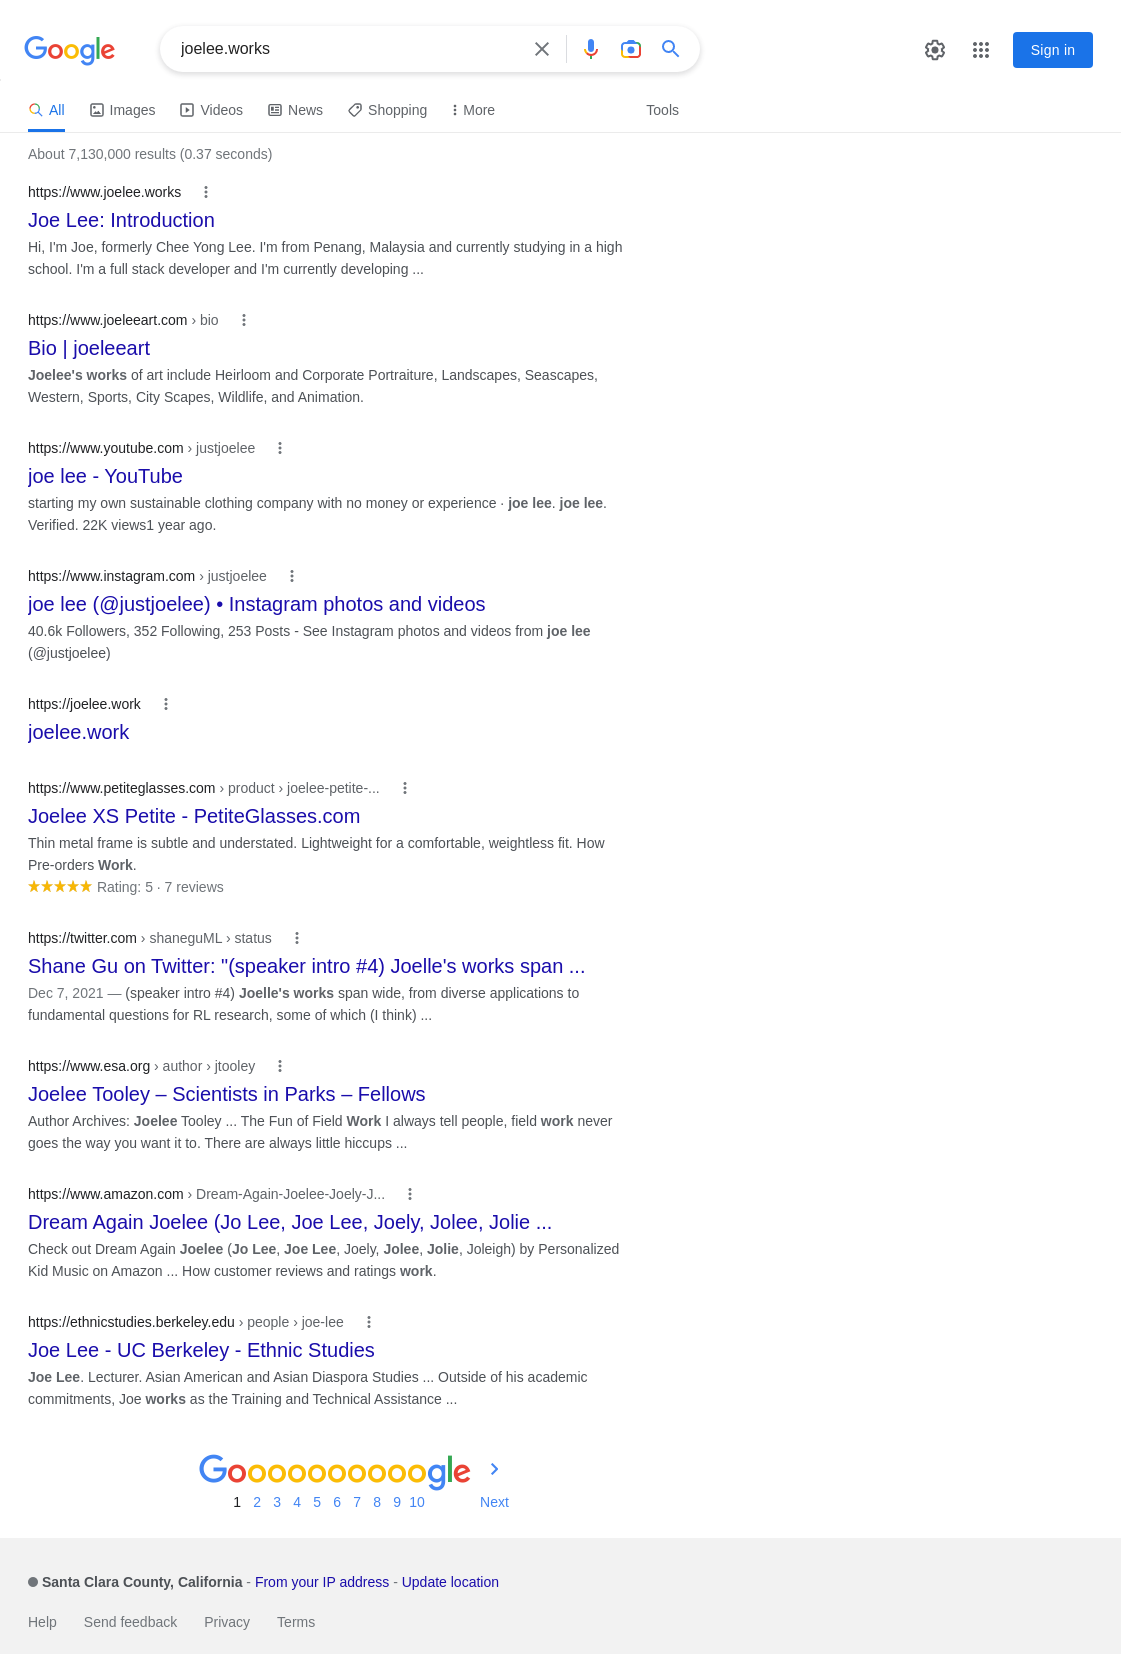 Google
joelee.works
Sign in
All Images Videos News Shopping More Tools
About 7,130,000 results (0.37 seconds)
https://www.joelee.works
Joe Lee: Introduction
Hi, I'm Joe, formerly Chee Yong Lee. I'm from Penang, Malaysia and currently studying in a high
school. I'm a full stack developer and I'm currently developing ...
https://www.joeleeart.com › bio
Bio | joeleeart
Joelee's works of art include Heirloom and Corporate Portraiture, Landscapes, Seascapes,
Western, Sports, City Scapes, Wildlife, and Animation.
https://www.youtube.com › justjoelee
joe lee - YouTube
starting my own sustainable clothing company with no money or experience · joe lee. joe lee.
Verified. 22K views1 year ago.
https://www.instagram.com › justjoelee
joe lee (@justjoelee) • Instagram photos and videos
40.6k Followers, 352 Following, 253 Posts - See Instagram photos and videos from joe lee
(@justjoelee)
https://joelee.work
joelee.work
https://www.petiteglasses.com › product › joelee-petite-...
Joelee XS Petite - PetiteGlasses.com
Thin metal frame is subtle and understated. Lightweight for a comfortable, weightless fit. How
Pre-orders Work.
Rating: 5 · 7 reviews
https://twitter.com › shaneguML › status
Shane Gu on Twitter: "(speaker intro #4) Joelle's works span ...
Dec 7, 2021 — (speaker intro #4) Joelle's works span wide, from diverse applications to
fundamental questions for RL research, some of which (I think) ...
https://www.esa.org › author › jtooley
Joelee Tooley – Scientists in Parks – Fellows
Author Archives: Joelee Tooley ... The Fun of Field Work I always tell people, field work never
goes the way you want it to. There are always little hiccups ...
https://www.amazon.com › Dream-Again-Joelee-Joely-J...
Dream Again Joelee (Jo Lee, Joe Lee, Joely, Jolee, Jolie ...
Check out Dream Again Joelee (Jo Lee, Joe Lee, Joely, Jolee, Jolie, Joleigh) by Personalized
Kid Music on Amazon ... How customer reviews and ratings work.
https://ethnicstudies.berkeley.edu › people › joe-lee
Joe Lee - UC Berkeley - Ethnic Studies
Joe Lee. Lecturer. Asian American and Asian Diaspora Studies ... Outside of his academic
commitments, Joe works as the Training and Technical Assistance ...
Goooooooooogle
1 2 3 4 5 6 7 8 9 10 Next
Santa Clara County, California - From your IP address - Update location
Help Send feedback Privacy Terms